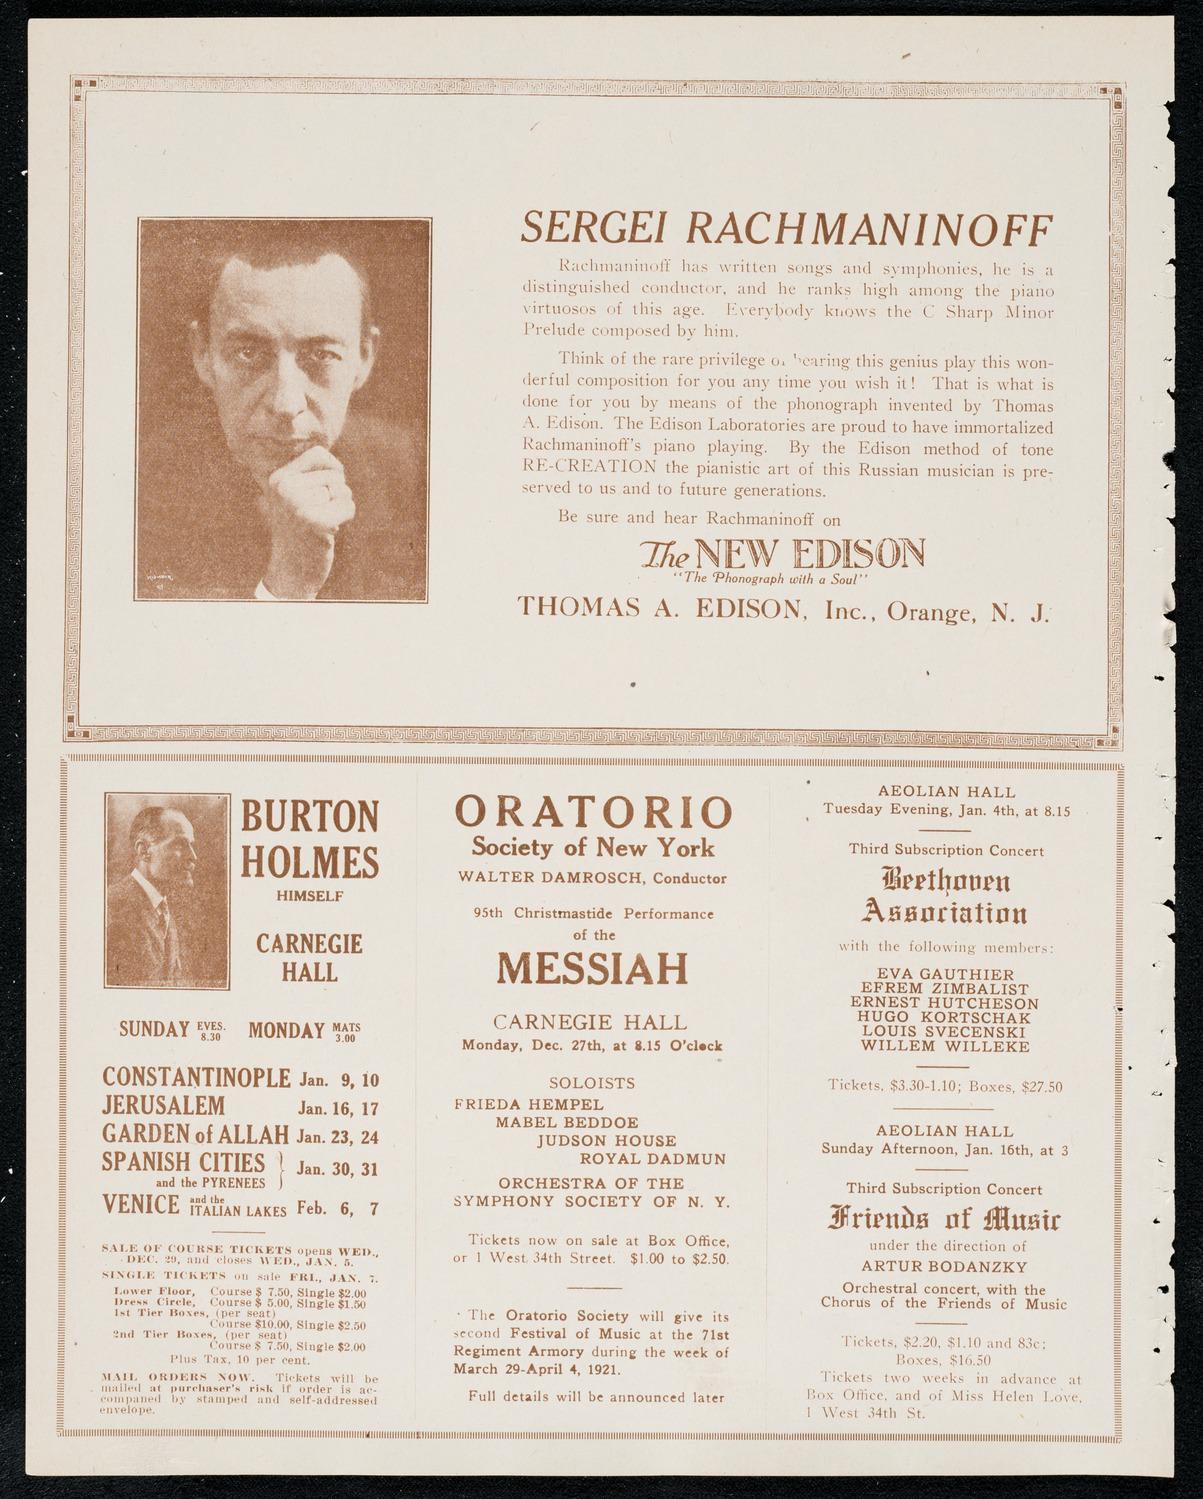 SERGEI RACHMANINOFF
Rachmaninoff has written songs and symphonies, he is a
distinguished conductor, and he ranks high among the piano
virtuosos of this age. Everybody knows the C Sharp Minor
Prelude composed by him.
Think of the rare privilege of hearing this genius play this won-
derful composition for you any time you wish it! That is what is
done for you by means of the phonograph invented by Thomas
A. Edison. The Edison Laboratories are proud to have immortalized
Rachmaninoff's piano playing. By the Edison method of tone
RE-CREATION the pianistic art of this Russian musician is pre-
served to us and to future generations.
Be sure and hear Rachmaninoff on
The NEW EDISON
"The Phonograph with a Soul"
THOMAS A. EDISON, Inc., Orange, N. J.
BURTON
HOLMES
HIMSELF
CARNEGIE
HALL
SUNDAY EVES. 8.30 MONDAY MATS 3.00
CONSTANTINOPLE Jan. 9, 10
JERUSALEM Jan. 16, 17
GARDEN of ALLAH Jan. 23, 24
SPANISH CITIES
and the PYRENEES } Jan. 30, 31
VENICE and the ITALIAN LAKES Feb. 6, 7
SALE OF COURSE TICKETS opens WED.,
DEC. 29, and closes WED., JAN. 5.
SINGLE TICKETS on sale FRI., JAN. 7.
Lower Floor, Course $ 7.50, Single $2.00
Dress Circle, Course $ 5.00, Single $1.50
1st Tier Boxes, (per seat)
Course $10.00, Single $2.50
2nd Tier Boxes, (per seat)
Course $ 7.50, Single $2.00
Plus Tax, 10 per cent.
MAIL ORDERS NOW. Tickets will be
mailed at purchaser's risk if order is ac-
companed by stamped and self-addressed
envelope.
ORATORIO
Society of New York
WALTER DAMROSCH, Conductor
95th Christmastide Performance
of the
MESSIAH
CARNEGIE HALL
Monday, Dec. 27th, at 8.15 O'clock
SOLOISTS
FRIEDA HEMPEL
MABEL BEDDOE
JUDSON HOUSE
ROYAL DADMUN
ORCHESTRA OF THE
SYMPHONY SOCIETY OF N. Y.
Tickets now on sale at Box Office,
or 1 West 34th Street. $1.00 to $2.50.
The Oratorio Society will give its
second Festival of Music at the 71st
Regiment Armory during the week of
March 29-April 4, 1921.
Full details will be announced later
AEOLIAN HALL
Tuesday Evening, Jan. 4th, at 8.15
Third Subscription Concert
Beethoven
Association
with the following members:
EVA GAUTHIER
EFREM ZIMBALIST
ERNEST HUTCHESON
HUGO KORTSCHAK
LOUIS SVECENSKI
WILLEM WILLEKE
Tickets, $3.30-1.10; Boxes, $27.50
AEOLIAN HALL
Sunday Afternoon, Jan. 16th, at 3
Third Subscription Concert
Friends of Music
under the direction of
ARTUR BODANZKY
Orchestral concert, with the
Chorus of the Friends of Music
Tickets, $2.20, $1.10 and 83c;
Boxes, $16.50
Tickets two weeks in advance at
Box Office, and of Miss Helen Love,
1 West 34th St.